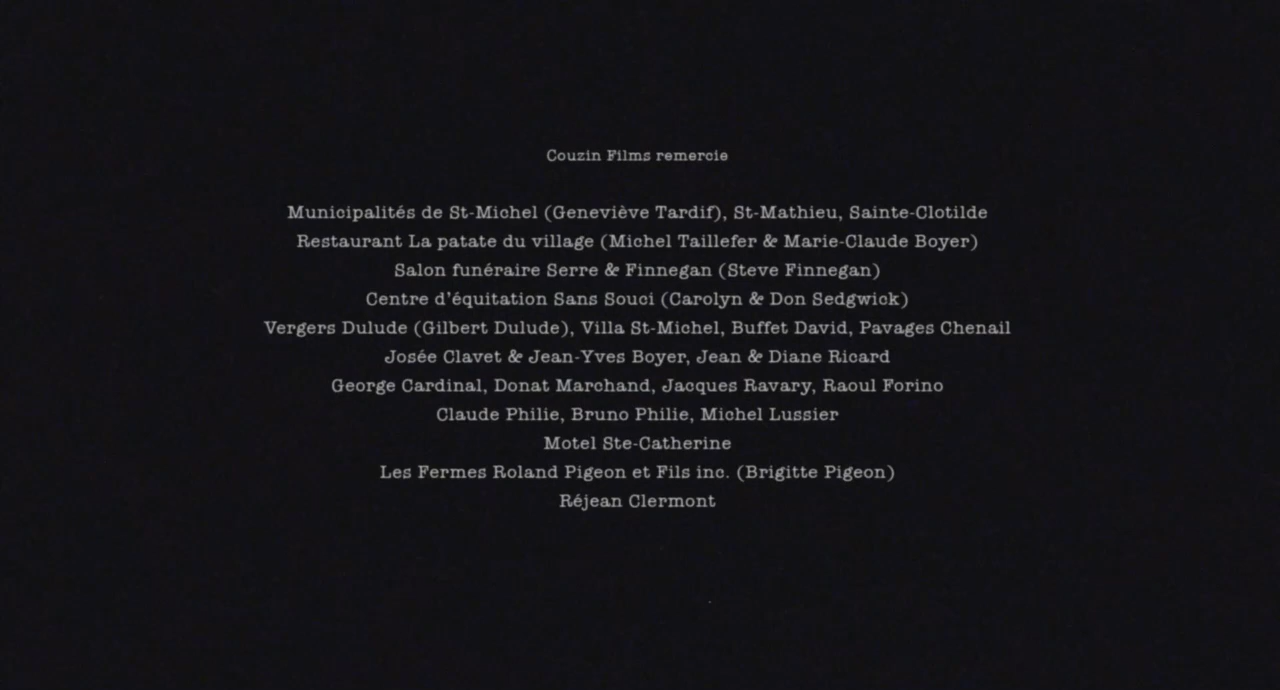 Couzin Films remercie
Municipalités de St-Michel (Geneviève Tardif), St-Mathieu, Sainte-Clotilde
Restaurant La patate du village (Michel Taillefer & Marie-Claude Boyer)
Salon funéraire Serre & Finnegan (Steve Finnegan)
Centre d'équitation Sans Souci (Carolyn & Don Sedgwick)
Vergers Dulude (Gilbert Dulude), Villa St-Michel, Buffet David, Pavages Chenail
Josée Clavet & Jean-Yves Boyer, Jean & Diane Ricard
George Cardinal, Donat Marchand, Jacques Ravary, Raoul Forino
Claude Philie, Bruno Philie, Michel Lussier
Motel Ste-Catherine
Les Fermes Roland Pigeon et Fils inc. (Brigitte Pigeon)
Réjean Clermont